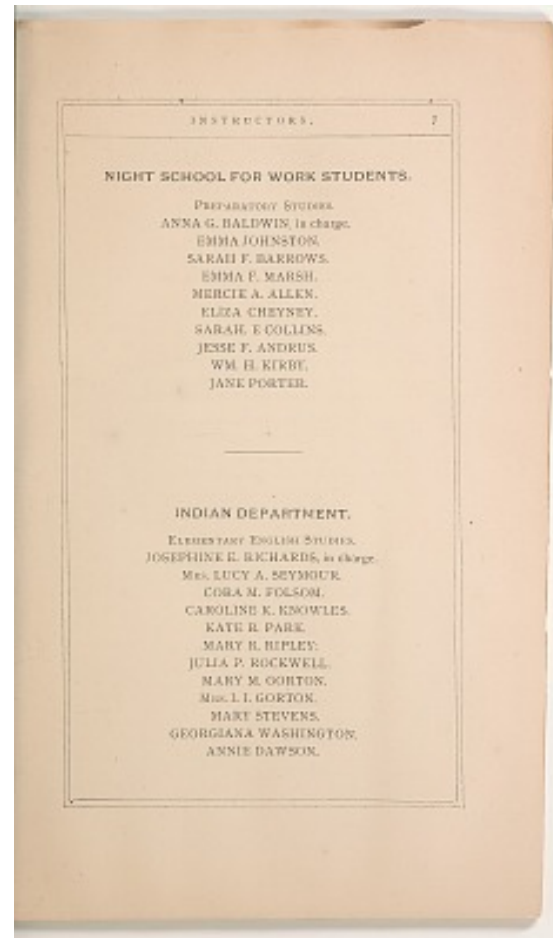 INSTRUCTORS. 7
NIGHT SCHOOL FOR WORK STUDENTS.
PREPARATORY STUDIES.
ANNA G. BALDWIN, in charge.
EMMA JOHNSTON.
SARAH F. BARROWS.
EMMA F. MARSH.
MERCIE A. ALLEN.
ELIZA CHEYNEY.
SARAH. E COLLINS.
JESSE F. ANDRUS.
WM. H. KIRBY.
JANE PORTER.
INDIAN DEPARTMENT.
ELEMENTARY ENGLISH STUDIES.
JOSEPHINE E. RICHARDS, in charge.
MRS. LUCY A. SEYMOUR.
CORA M. FOLSOM.
CAROLINE K. KNOWLES.
KATE R. PARK.
MARY R. RIPLEY.
JULIA P. ROCKWELL.
MARY M. GORTON.
GORTON.
MARY STEVENS.
GEORGIANA WASHINGTON.
ANNIE DAWSON.